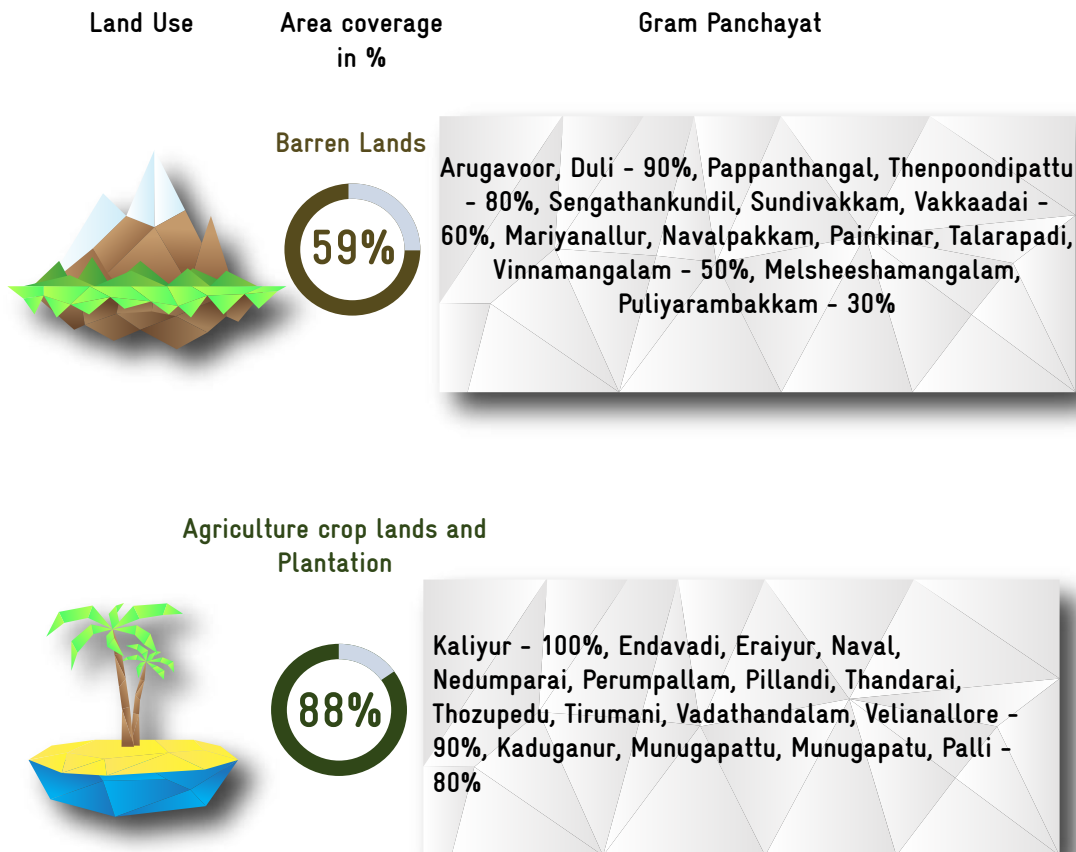 Land Use
Area coverage
in %
Gram Panchayat
Barren Lands
59%
Arugavoor, Duli - 90%, Pappanthangal, Thenpoondipattu
- 80%, Sengathankundil, Sundivakkam, Vakkaadai -
60%, Mariyanallur, Navalpakkam, Painkinar, Talarapadi,
Vinnamangalam - 50%, Melsheeshamangalam,
Puliyarambakkam - 30%
Agriculture crop lands and
Plantation
88%
Kaliyur - 100%, Endavadi, Eraiyur, Naval,
Nedumparai, Perumpallam, Pillandi, Thandarai,
Thozupedu, Tirumani, Vadathandalam, Velianallore -
90%, Kaduganur, Munugapattu, Munugapatu, Palli -
80%